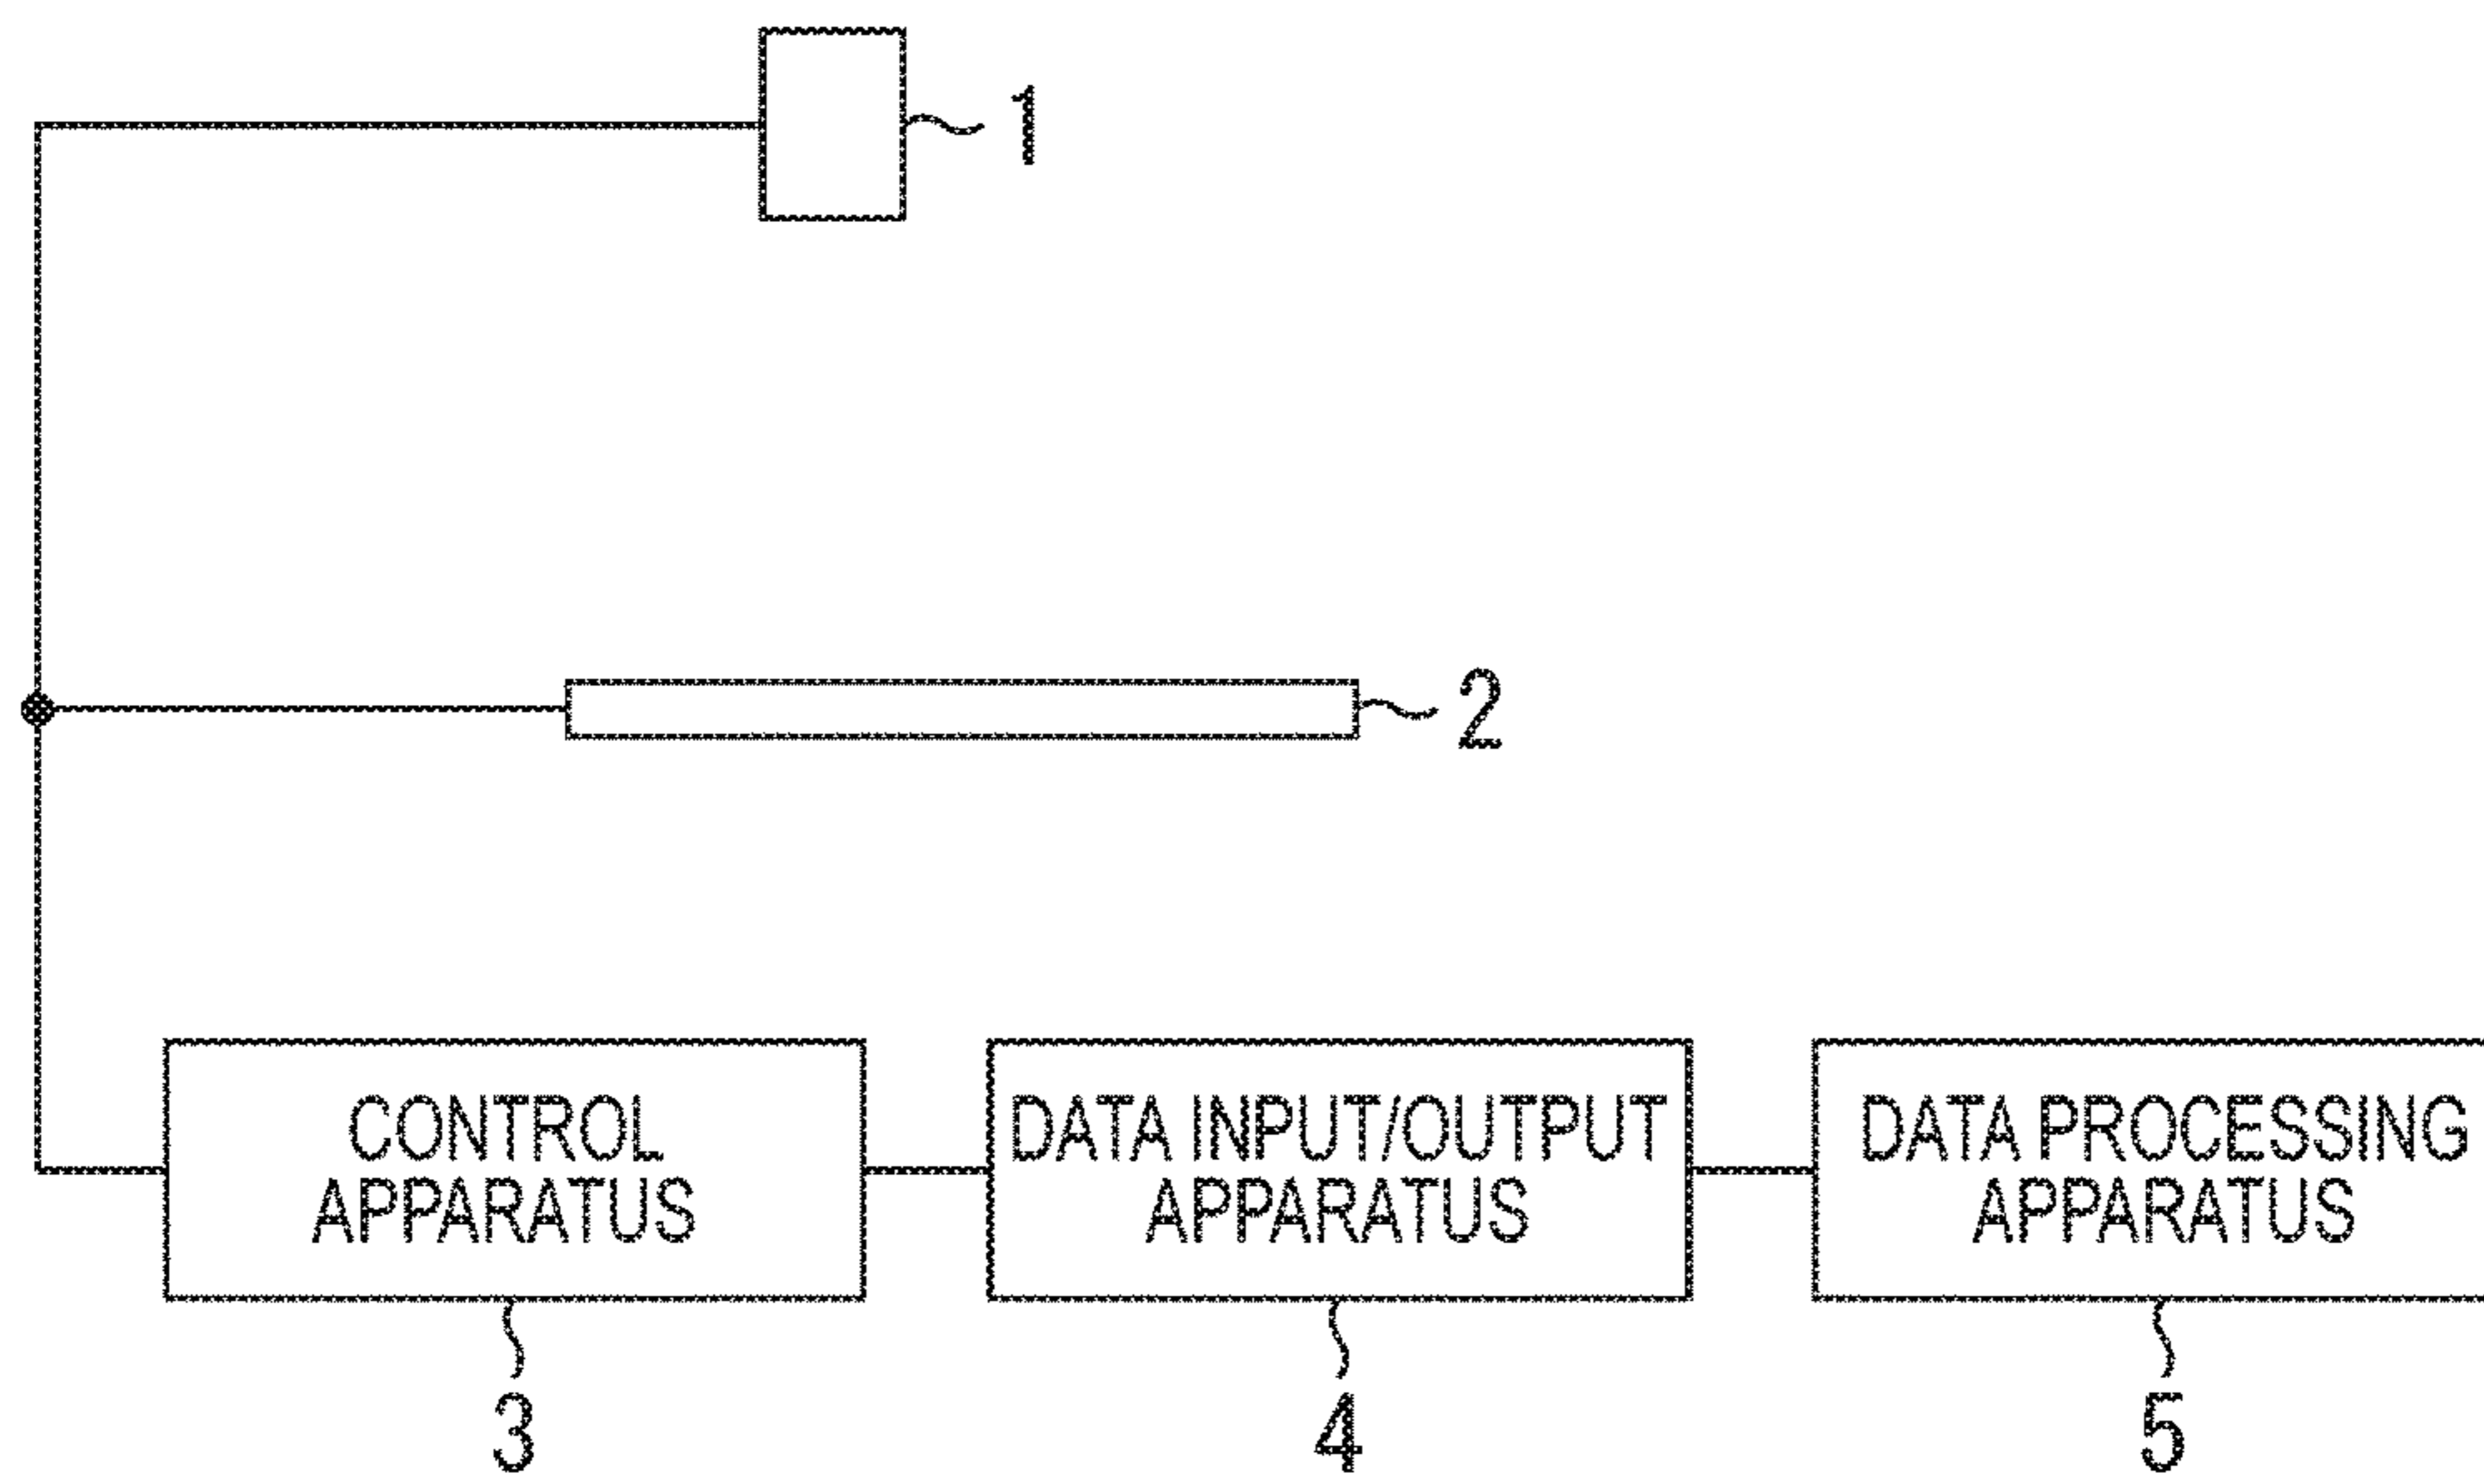 1
2
CONTROL
APPARATUS
DATA INPUT/OUTPUT
APPARATUS
DATA PROCESSING
APPARATUS
3
4
5